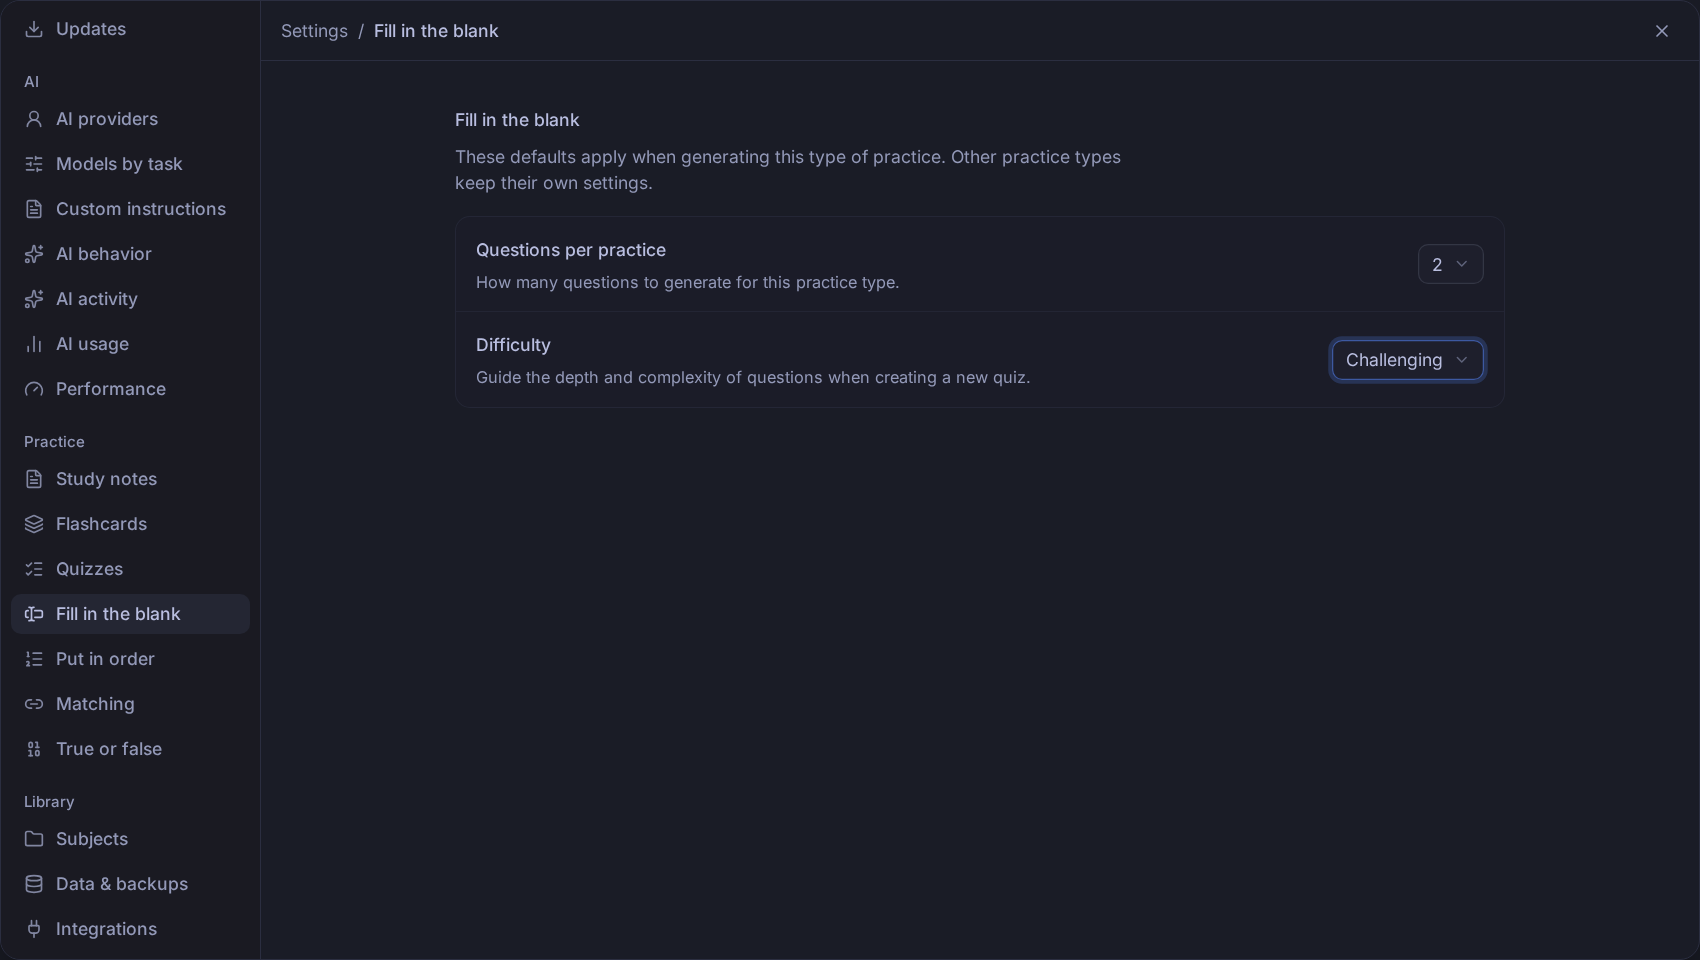 Updates
AI
AI providers
Models by task
Custom instructions
AI behavior
AI activity
AI usage
Performance
Practice
Study notes
Flashcards
Quizzes
Fill in the blank
Put in order
Matching
True or false
Library
Subjects
Data & backups
Integrations
Settings / Fill in the blank
Fill in the blank
These defaults apply when generating this type of practice. Other practice types
keep their own settings.
Questions per practice
How many questions to generate for this practice type.
2
Difficulty
Guide the depth and complexity of questions when creating a new quiz.
Challenging